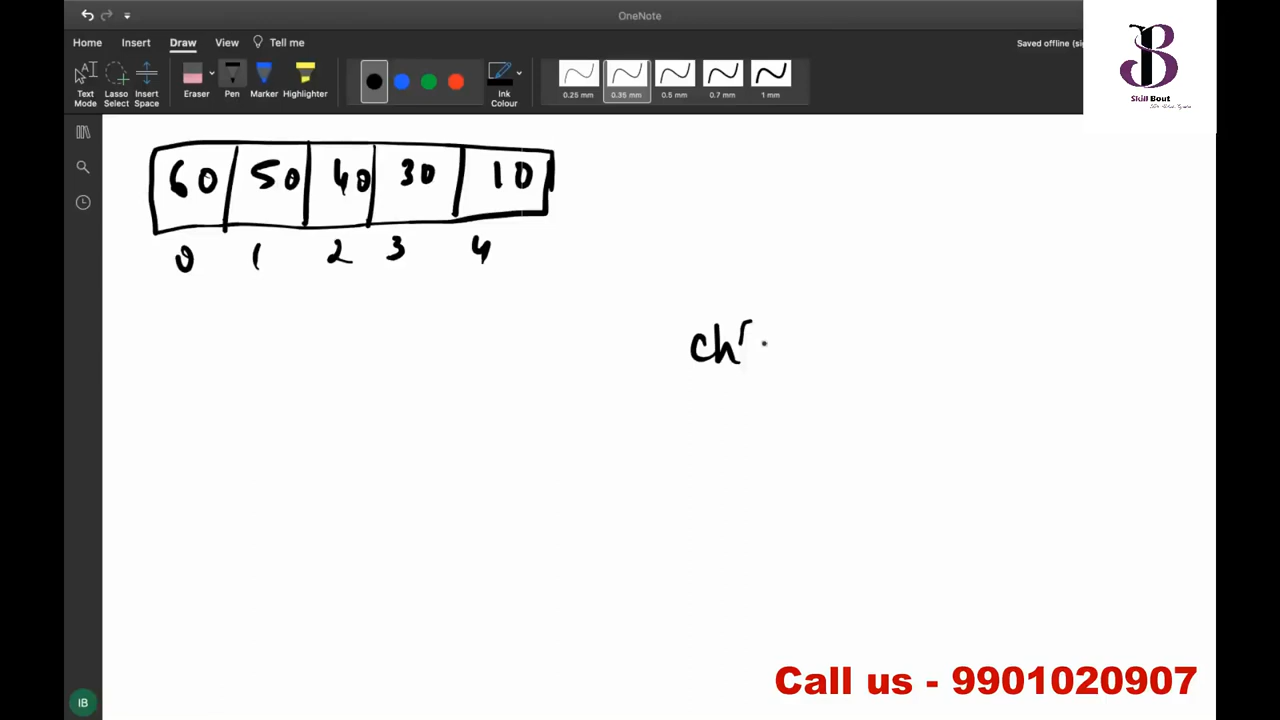 OneNote
Home Insert Draw View Tell me
Saved offline (si
Text Mode
Lasso Select
Insert Space
Eraser
Pen
Marker
Highlighter
Ink Colour
0.25 mm 0.35 mm 0.5 mm 0.7 mm 1 mm
Skill Bout
60 50 40 30 10
0 1 2 3 4
IB
Call us - 9901020907